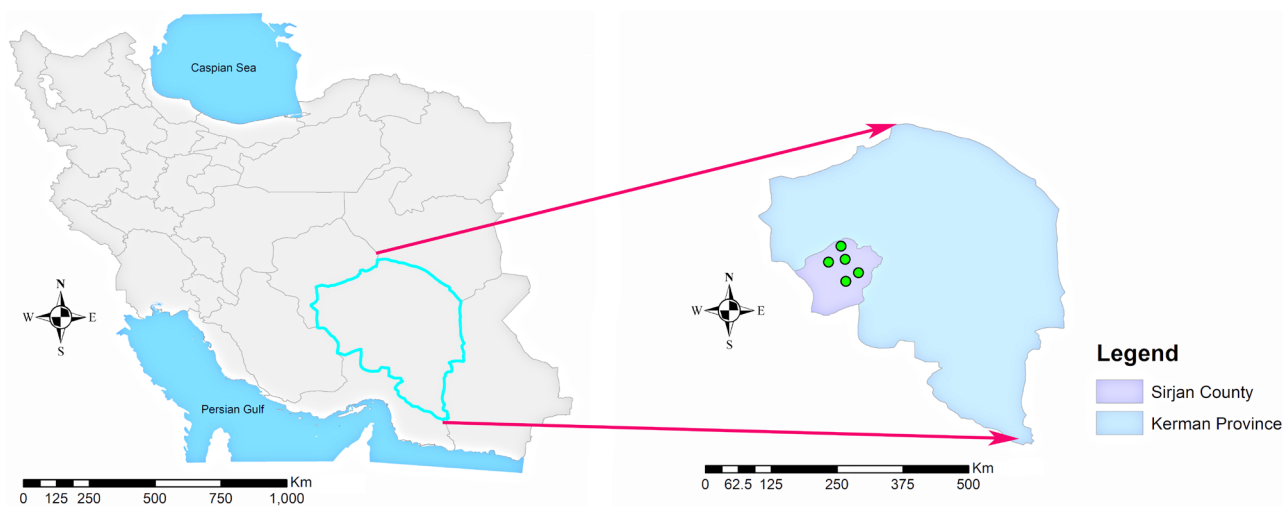 Caspian Sea
N
W E
S
Persian Gulf
Km
0 125 250 500 750 1,000
N
W E
S
Legend
Sirjan County
Kerman Province
Km
0 62.5 125 250 375 500